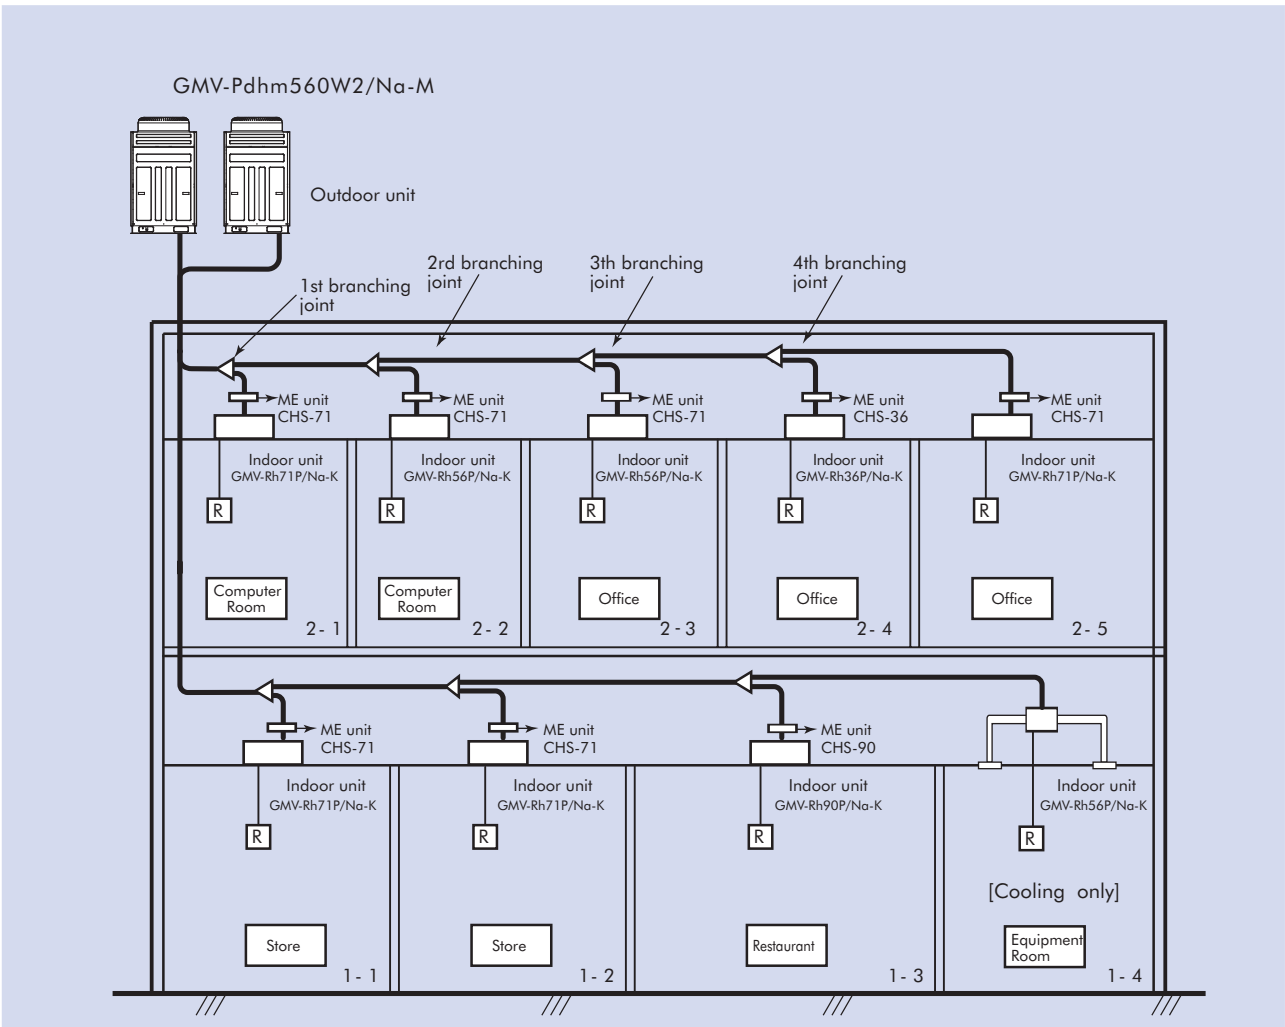 GMV-Pdhm560W2/Na-M
Outdoor unit
1st branching
joint
2rd branching
joint
3th branching
joint
4th branching
joint
ME unit
CHS-71
ME unit
CHS-71
ME unit
CHS-71
ME unit
CHS-36
ME unit
CHS-71
Indoor unit
GMV-Rh71P/Na-K
Indoor unit
GMV-Rh56P/Na-K
Indoor unit
GMV-Rh56P/Na-K
Indoor unit
GMV-Rh36P/Na-K
Indoor unit
GMV-Rh71P/Na-K
R
R
R
R
R
Computer
Room
Computer
Room
Office
Office
Office
2- 1
2- 2
2- 3
2- 4
2- 5
ME unit
CHS-71
ME unit
CHS-71
ME unit
CHS-90
Indoor unit
GMV-Rh71P/Na-K
Indoor unit
GMV-Rh71P/Na-K
Indoor unit
GMV-Rh90P/Na-K
Indoor unit
GMV-Rh56P/Na-K
R
R
R
R
[Cooling only]
Store
Store
Restaurant
Equipment
Room
1- 1
1- 2
1- 3
1- 4